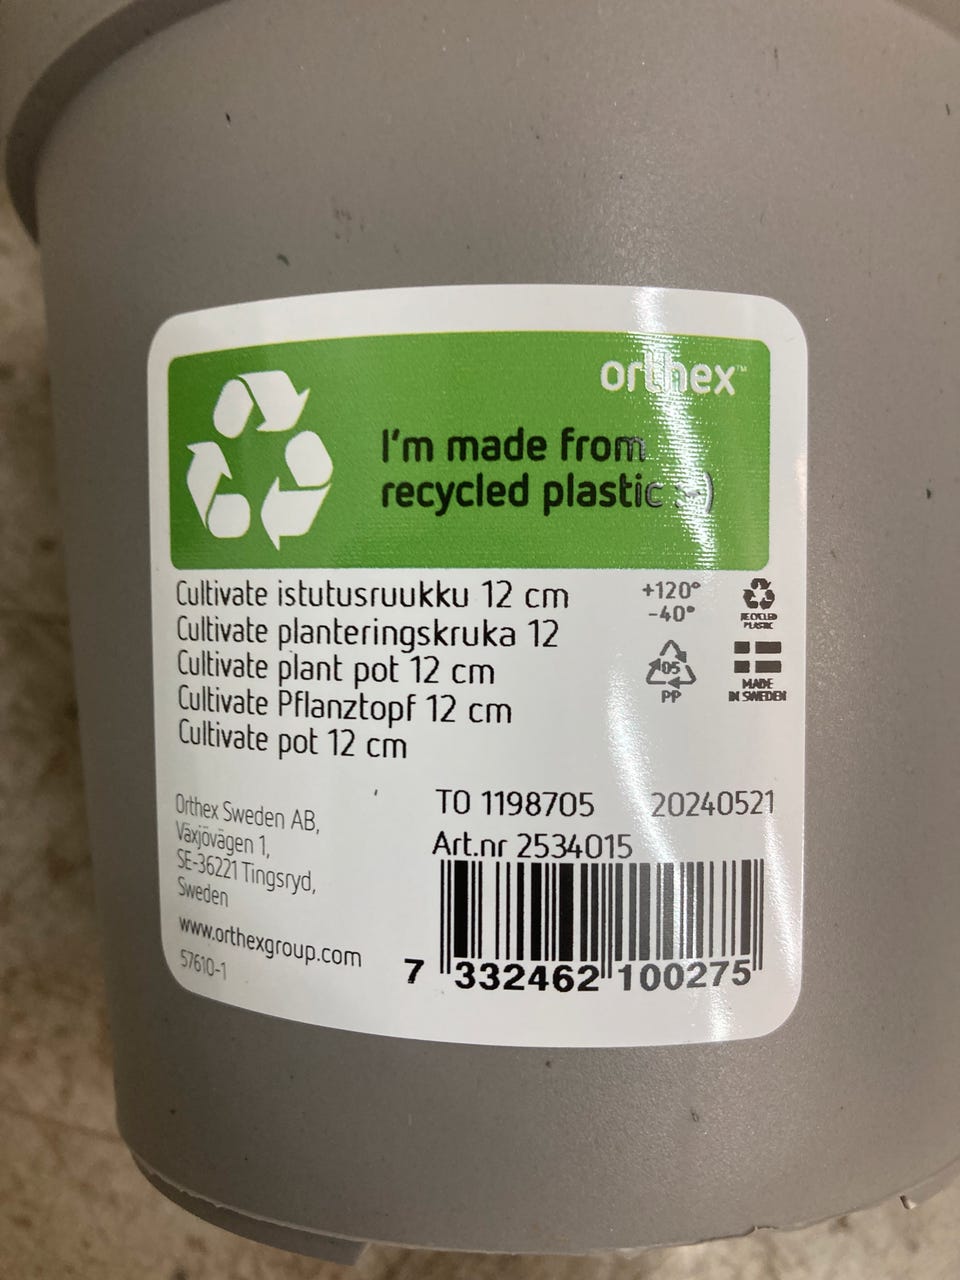 orthex™
I'm made from
recycled plastic :-)
Cultivate istutusruukku 12 cm
Cultivate planteringskruka 12
Cultivate plant pot 12 cm
Cultivate Pflanztopf 12 cm
Cultivate pot 12 cm
+120°
-40°
RECYCLED
PLASTIC
05
PP
MADE
IN SWEDEN
TO 1198705 20240521
Art.nr 2534015
Orthex Sweden AB,
Växjövägen 1,
SE-36221 Tingsryd,
Sweden
www.orthexgroup.com
57610-1
7 332462 100275